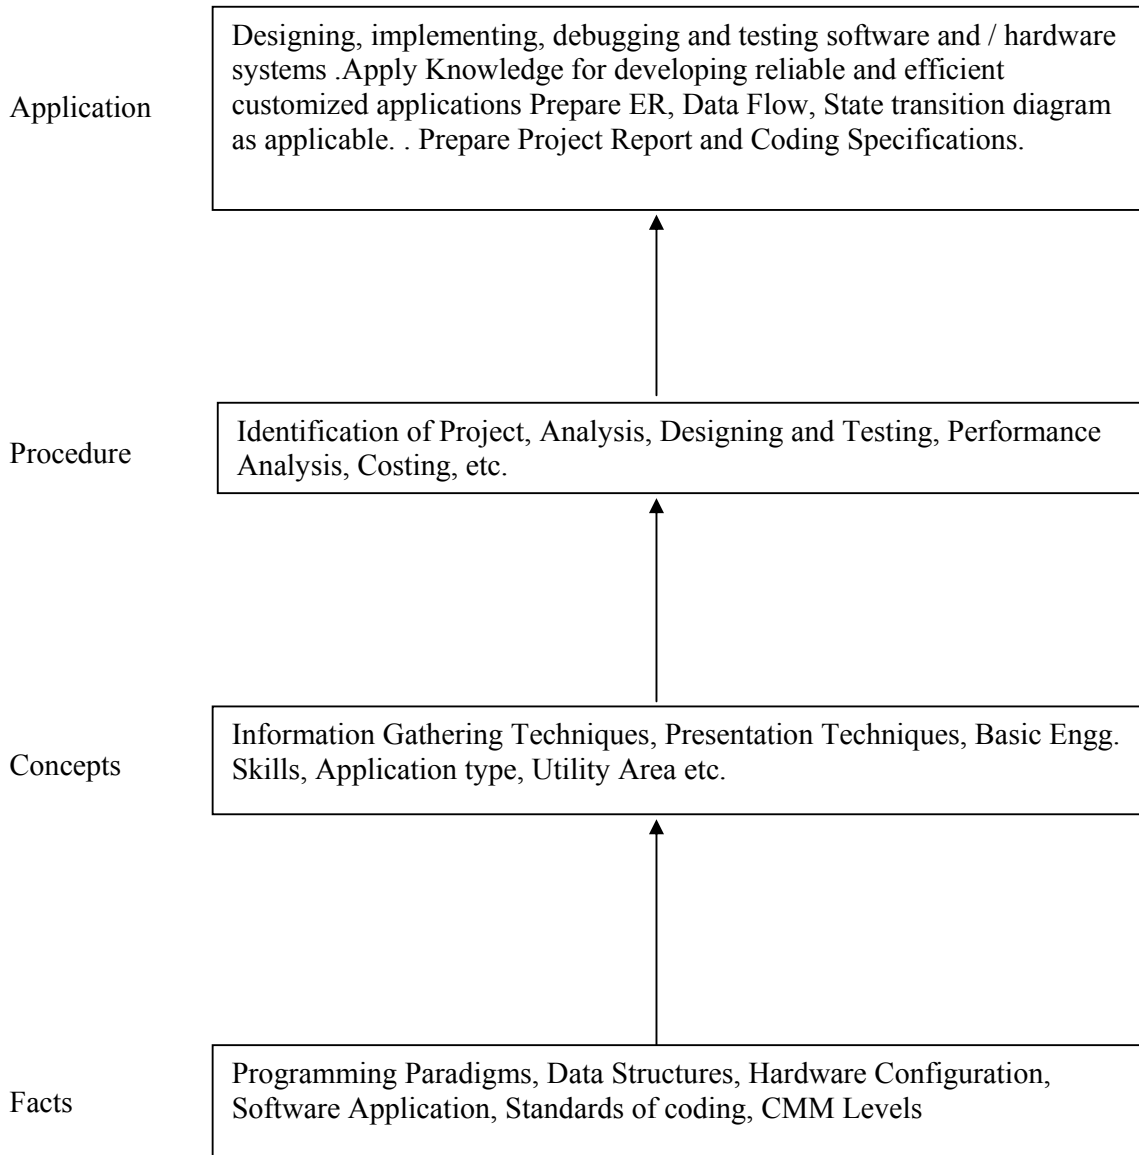 Designing, implementing, debugging and testing software and / hardware
systems .Apply Knowledge for developing reliable and efficient
Application
customized applications Prepare ER, Data Flow, State transition diagram
as applicable. . Prepare Project Report and Coding Specifications.
Procedure
Identification of Project, Analysis, Designing and Testing, Performance
Analysis, Costing, etc.
Concepts
Information Gathering Techniques, Presentation Techniques, Basic Engg.
Skills, Application type, Utility Area etc.
Facts
Programming Paradigms, Data Structures, Hardware Configuration,
Software Application, Standards of coding, CMM Levels